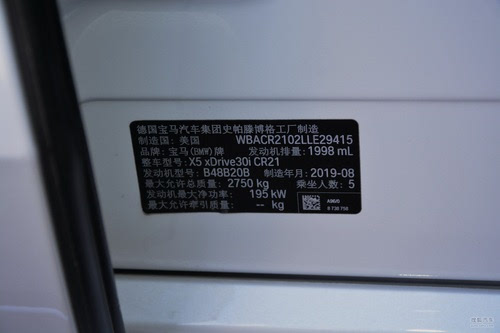 德国宝马汽车集团史帕滕博格工厂制造
制造国: 美国 WBACR2102LLE29415
品牌: 宝马(BMW)牌 发动机排量: 1998 mL
整车型号: X5 xDrive30i CR21
发动机型号: B48B20B 制造年月: 2019-08
最大允许总质量: 2750 kg 乘坐人数: 5
发动机最大净功率: 195 kW
最大允许牵引质量: -- kg